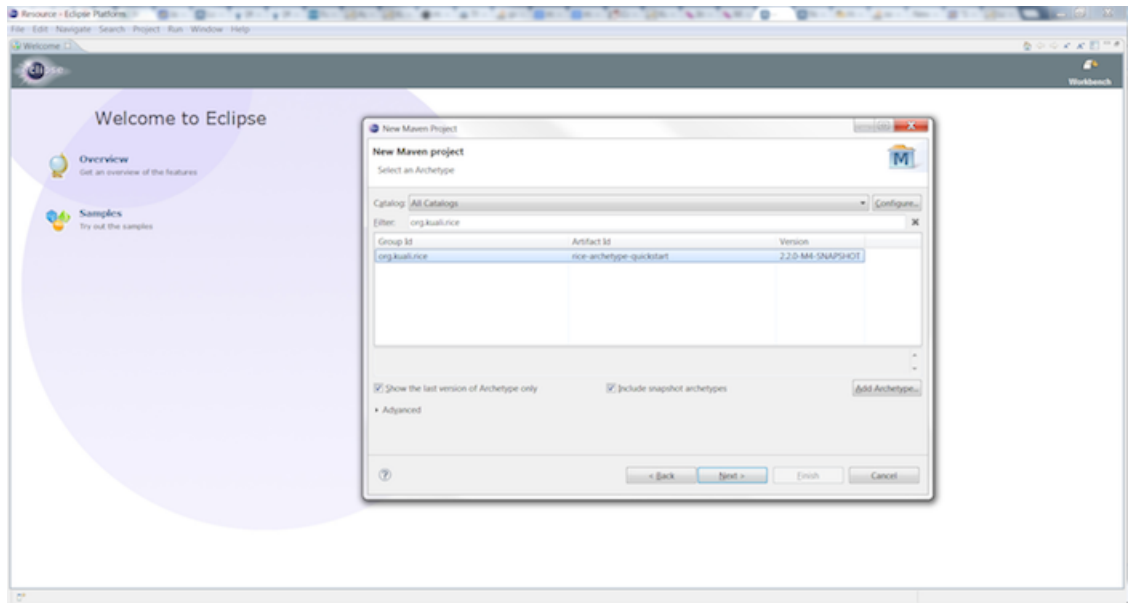 Resource - Eclipse Platform
File Edit Navigate Search Project Run Window Help
Welcome
eclipse
Workbench
Welcome to Eclipse
Overview
Get an overview of the features
Samples
Try out the samples
New Maven Project
New Maven project
Select an Archetype
M
Catalog: All Catalogs Configure...
Filter: org.kuali.rice
Group Id Artifact Id Version
org.kuali.rice rice-archetype-quickstart 2.2.0-M4-SNAPSHOT
Show the last version of Archetype only Include snapshot archetypes Add Archetype...
Advanced
? < Back Next > Finish Cancel